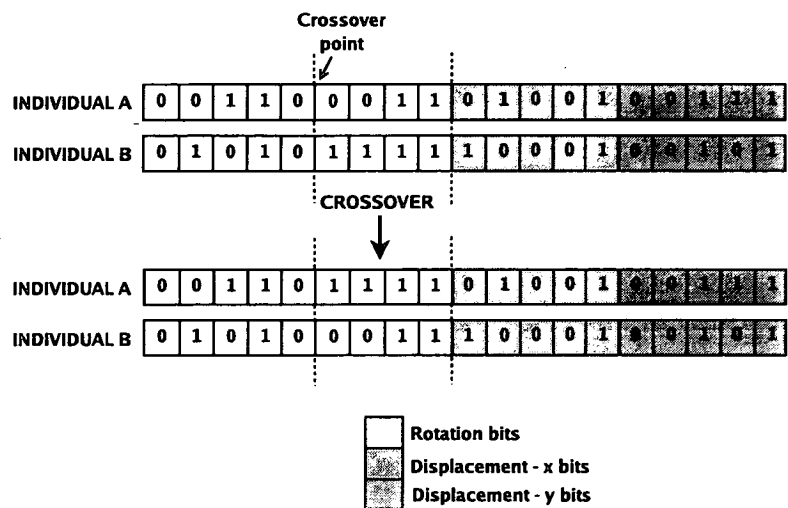 Crossover
point
INDIVIDUAL A 0 0 1 1 0 0 0 1 1 0 1 0 0 1 0 0 1 1 1
INDIVIDUAL B 0 1 0 1 0 1 1 1 1 1 0 0 0 1 0 0 1 0 1
CROSSOVER
INDIVIDUAL A 0 0 1 1 0 1 1 1 1 0 1 0 0 1 0 0 1 1 1
INDIVIDUAL B 0 1 0 1 0 0 0 1 1 1 0 0 0 1 0 0 1 0 1
Rotation bits
Displacement - x bits
Displacement - y bits